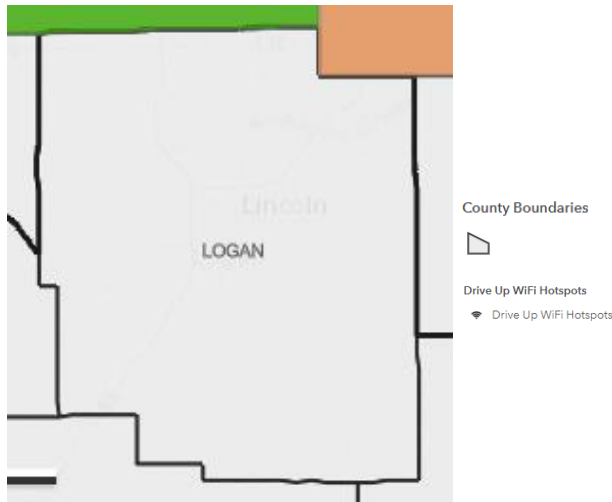 Lincoln
LOGAN
County Boundaries
Drive Up WiFi Hotspots
Drive Up WiFi Hotspots